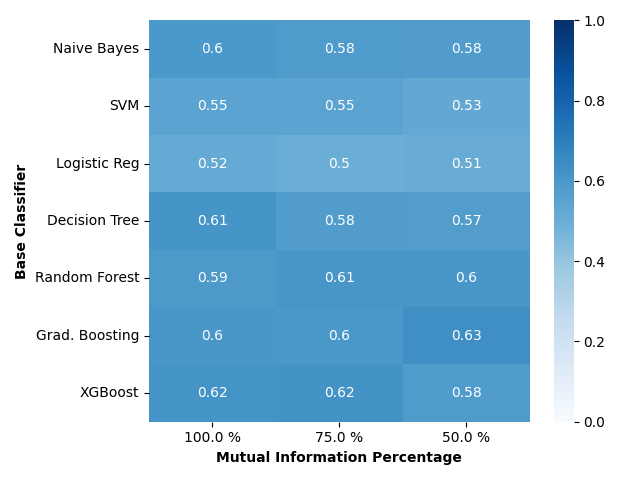 Naive Bayes 0.6 0.58 0.58
SVM 0.55 0.55 0.53
Logistic Reg 0.52 0.5 0.51
Decision Tree 0.61 0.58 0.57
Random Forest 0.59 0.61 0.6
Grad. Boosting 0.6 0.6 0.63
XGBoost 0.62 0.62 0.58
100.0 % 75.0 % 50.0 %
Mutual Information Percentage
Base Classifier
1.0
0.8
0.6
0.4
0.2
0.0